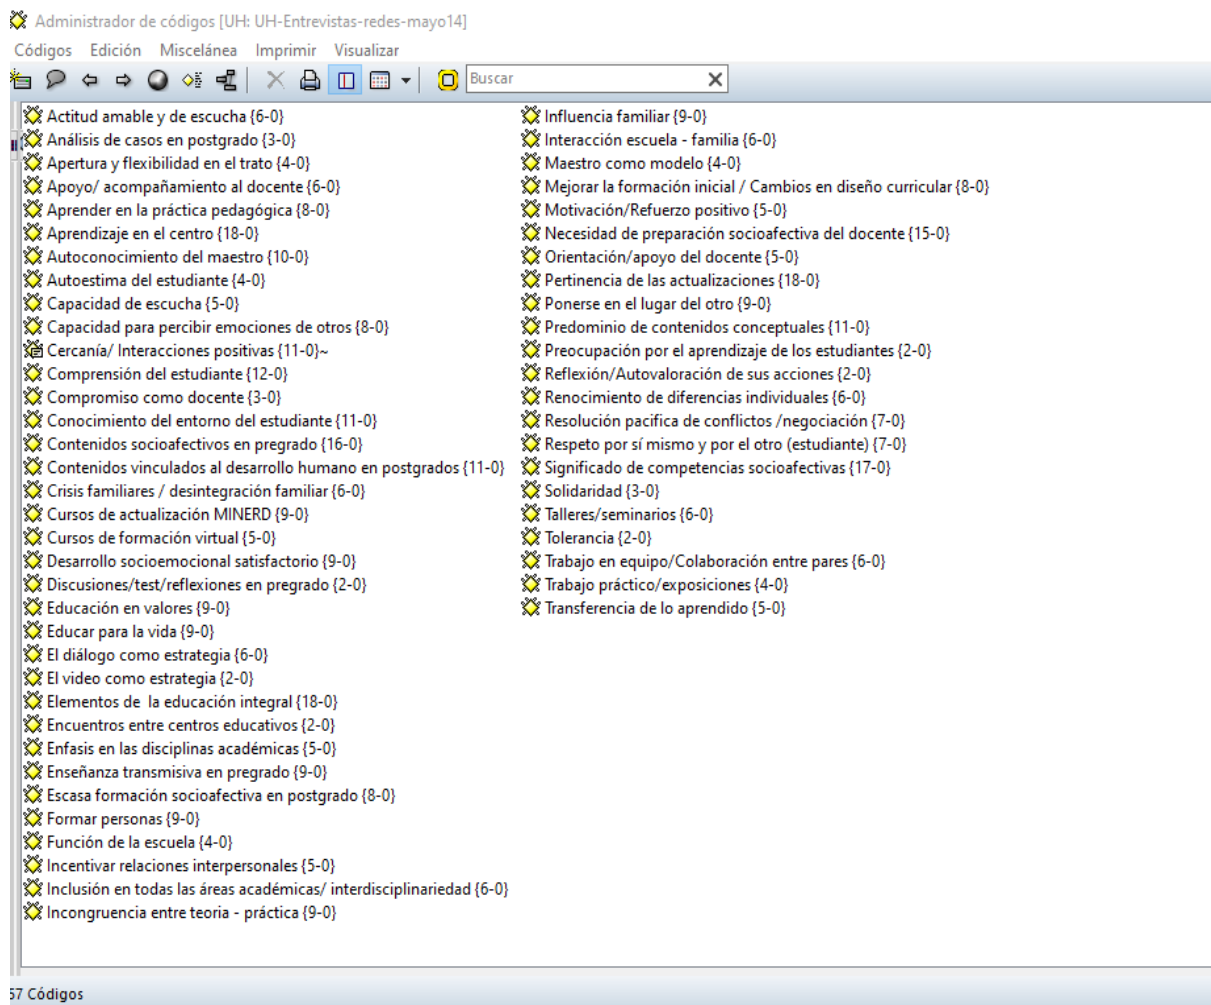 Administrador de códigos [UH: UH-Entrevistas-redes-mayo14]
Códigos Edición Miscelánea Imprimir Visualizar
Buscar
Actitud amable y de escucha {6-0}
Análisis de casos en postgrado {3-0}
Apertura y flexibilidad en el trato {4-0}
Apoyo/ acompañamiento al docente {6-0}
Aprender en la práctica pedagógica {8-0}
Aprendizaje en el centro {18-0}
Autoconocimiento del maestro {10-0}
Autoestima del estudiante {4-0}
Capacidad de escucha {5-0}
Capacidad para percibir emociones de otros {8-0}
Cercanía/ Interacciones positivas {11-0}~
Comprensión del estudiante {12-0}
Compromiso como docente {3-0}
Conocimiento del entorno del estudiante {11-0}
Contenidos socioafectivos en pregrado {16-0}
Contenidos vinculados al desarrollo humano en postgrados {11-0}
Crisis familiares / desintegración familiar {6-0}
Cursos de actualización MINERD {9-0}
Cursos de formación virtual {5-0}
Desarrollo socioemocional satisfactorio {9-0}
Discusiones/test/reflexiones en pregrado {2-0}
Educación en valores {9-0}
Educar para la vida {9-0}
El diálogo como estrategia {6-0}
El video como estrategia {2-0}
Elementos de  la educación integral {18-0}
Encuentros entre centros educativos {2-0}
Enfasis en las disciplinas académicas {5-0}
Enseñanza transmisiva en pregrado {9-0}
Escasa formación socioafectiva en postgrado {8-0}
Formar personas {9-0}
Función de la escuela {4-0}
Incentivar relaciones interpersonales {5-0}
Inclusión en todas las áreas académicas/ interdisciplinariedad {6-0}
Incongruencia entre teoria - práctica {9-0}
Influencia familiar {9-0}
Interacción escuela - familia {6-0}
Maestro como modelo {4-0}
Mejorar la formación inicial / Cambios en diseño curricular {8-0}
Motivación/Refuerzo positivo {5-0}
Necesidad de preparación socioafectiva del docente {15-0}
Orientación/apoyo del docente {5-0}
Pertinencia de las actualizaciones {18-0}
Ponerse en el lugar del otro {9-0}
Predominio de contenidos conceptuales {11-0}
Preocupación por el aprendizaje de los estudiantes {2-0}
Reflexión/Autovaloración de sus acciones {2-0}
Renocimiento de diferencias individuales {6-0}
Resolución pacifica de conflictos /negociación {7-0}
Respeto por sí mismo y por el otro (estudiante) {7-0}
Significado de competencias socioafectivas {17-0}
Solidaridad {3-0}
Talleres/seminarios {6-0}
Tolerancia {2-0}
Trabajo en equipo/Colaboración entre pares {6-0}
Trabajo práctico/exposiciones {4-0}
Transferencia de lo aprendido {5-0}
57 Códigos